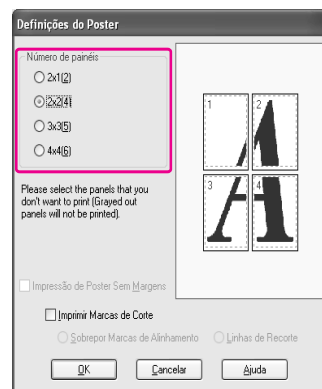 Definições do Poster
Número de painéis
2x1(2)
2x2(4)
3x3(5)
4x4(6)
1 2
3 4
Please select the panels that you
don't want to print (Grayed out
panels will not be printed).
Impressão de Poster Sem Margens
Imprimir Marcas de Corte
Sobrepor Marcas de Alinhamento Linhas de Recorte
OK Cancelar Ajuda